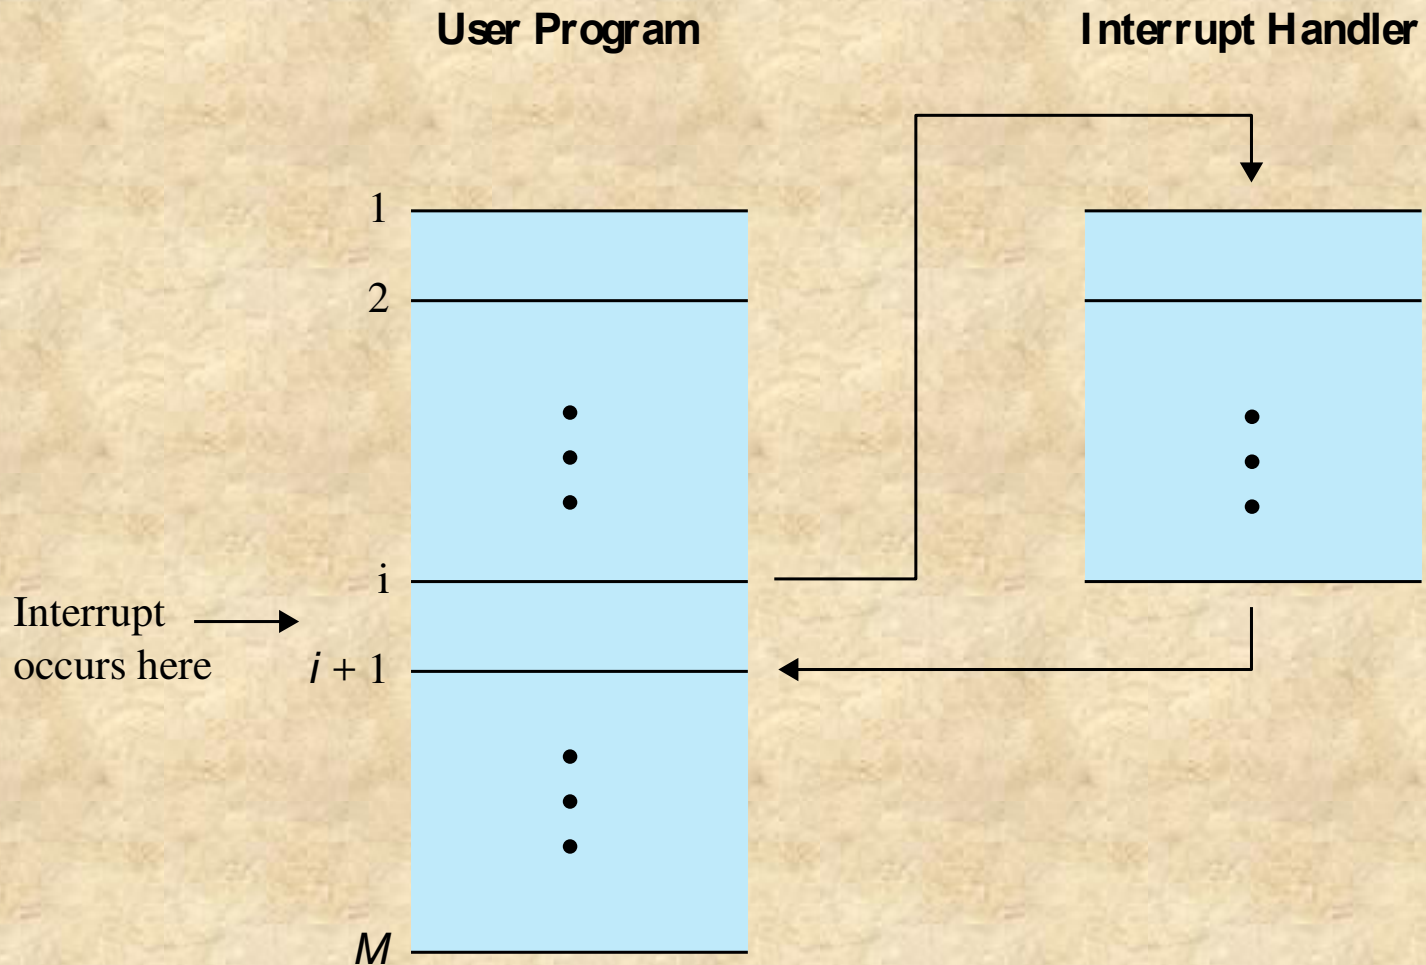 User Program
Interrupt Handler
1
2
i
Interrupt
occurs here
i + 1
M